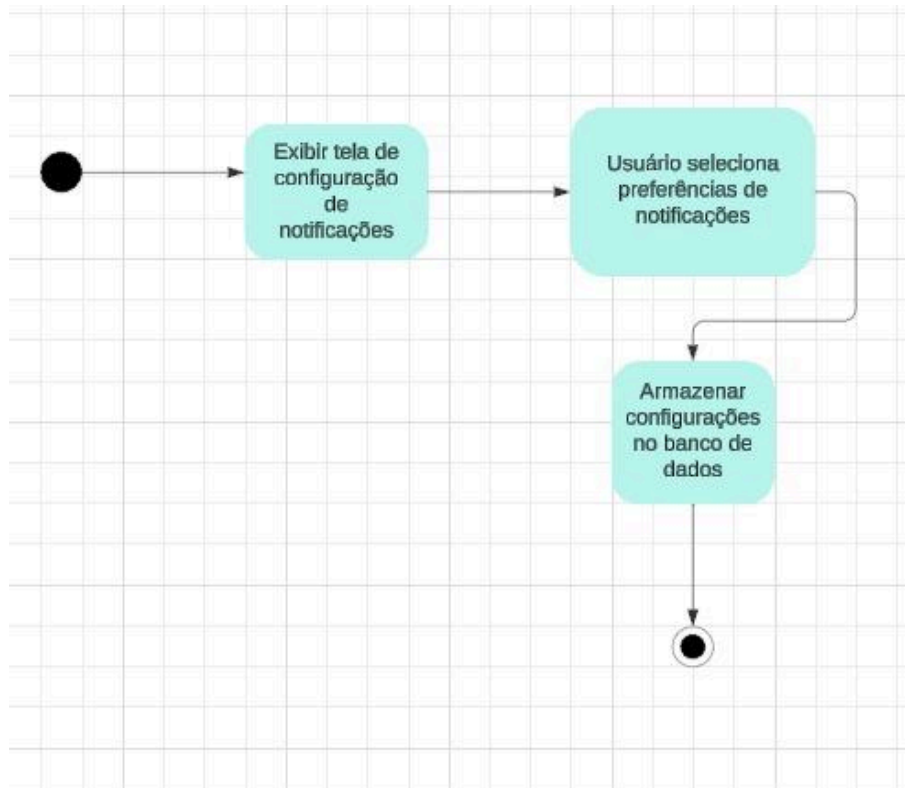 Exibir tela de
configuração
de
notificações
Usuário seleciona
preferências de
notificações
Armazenar
configurações
no banco de
dados